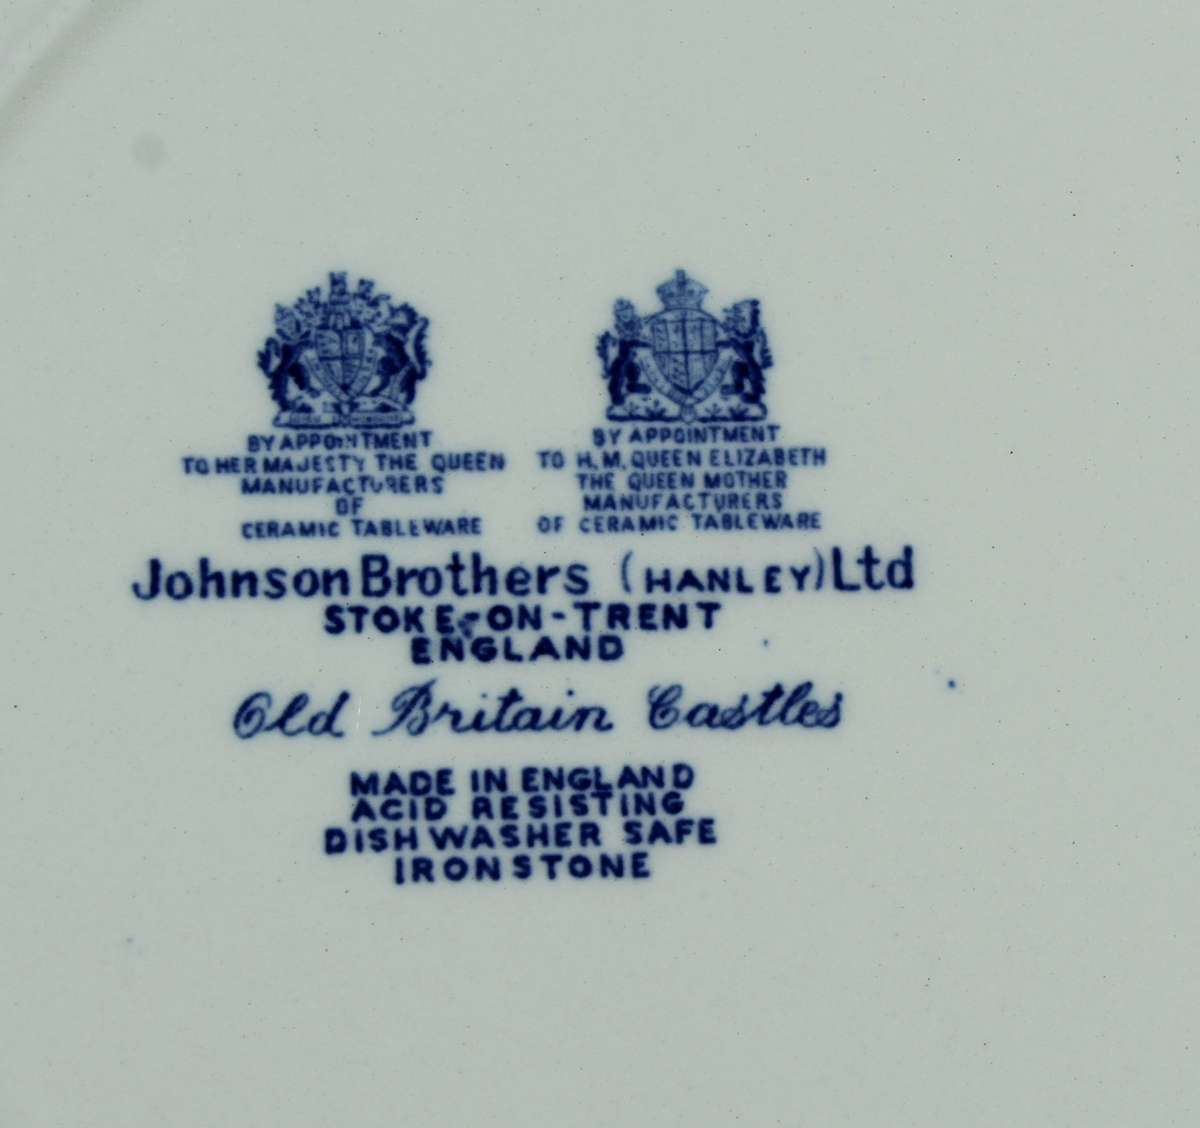 BY APPOINTMENT
TO HER MAJESTY THE QUEEN
MANUFACTURERS
OF
CERAMIC TABLEWARE
BY APPOINTMENT
TO H.M. QUEEN ELIZABETH
THE QUEEN MOTHER
MANUFACTURERS
OF CERAMIC TABLEWARE
Johnson Brothers (HANLEY) Ltd
STOKE-ON-TRENT
ENGLAND
Old Britain Castles
MADE IN ENGLAND
ACID RESISTING
DISHWASHER SAFE
IRONSTONE